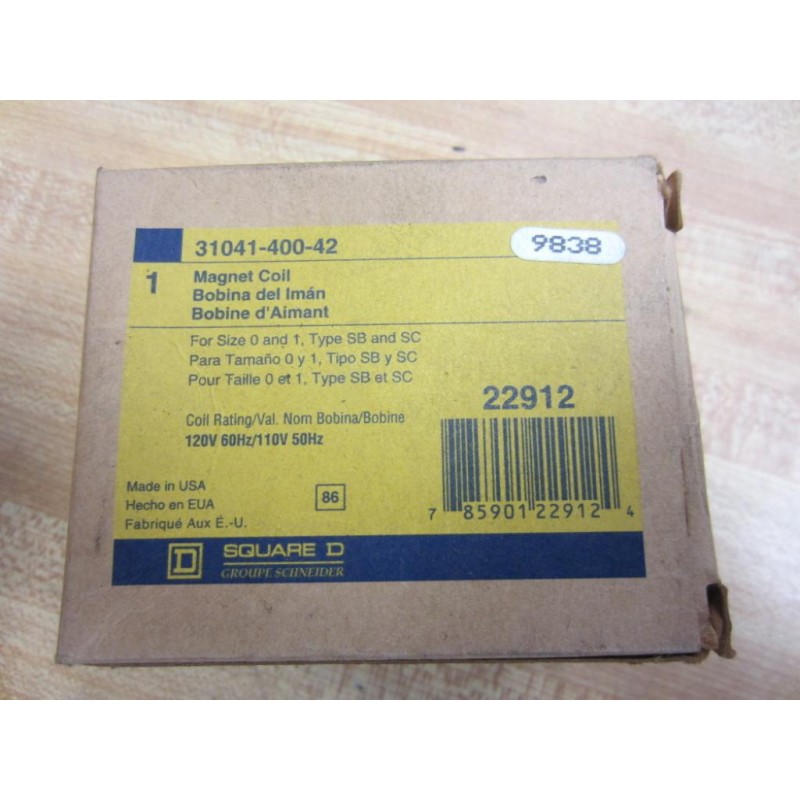 31041-400-42
9838
1
Magnet Coil
Bobina del Imán
Bobine d'Aimant
For Size 0 and 1, Type SB and SC
Para Tamaño 0 y 1, Tipo SB y SC
Pour Taille 0 et 1, Type SB et SC
Coil Rating/Val. Nom Bobina/Bobine
120V 60Hz/110V 50Hz
22912
7 85901 22912 4
Made in USA
Hecho en EUA
Fabriqué Aux É.-U.
86
D
SQUARE D
GROUPE SCHNEIDER